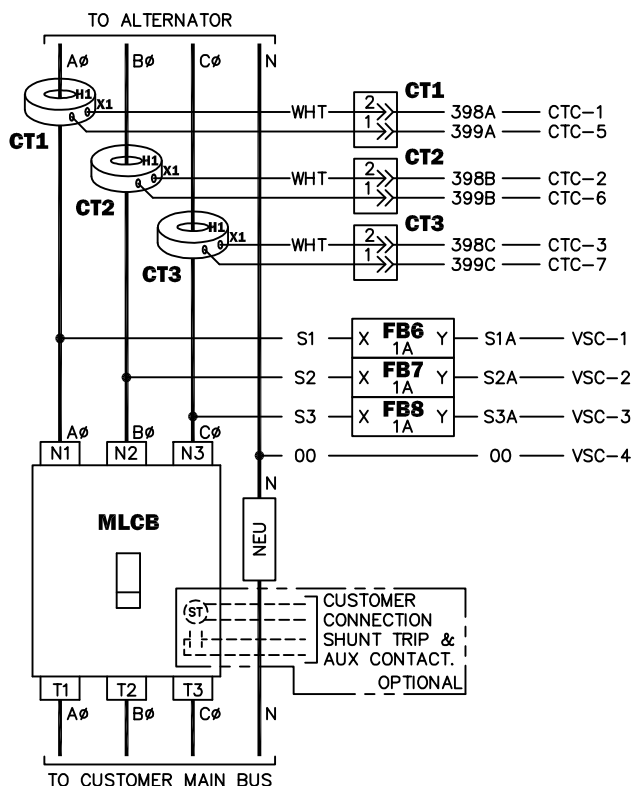 TO ALTERNATOR
AØ BØ CØ N
H1
X1
CT1
WHT 2 CT1 398A CTC-1
1 399A CTC-5
H1
X1
CT2
WHT 2 CT2 398B CTC-2
1 399B CTC-6
H1
X1
CT3
WHT 2 CT3 398C CTC-3
1 399C CTC-7
S1 X FB6 Y S1A VSC-1
1A
S2 X FB7 Y S2A VSC-2
1A
S3 X FB8 Y S3A VSC-3
1A
AØ BØ CØ
N1 N2 N3 00 00 VSC-4
N
MLCB
NEU
ST
CUSTOMER
CONNECTION
SHUNT TRIP &
AUX CONTACT.
OPTIONAL
T1 T2 T3
AØ BØ CØ N
TO CUSTOMER MAIN BUS